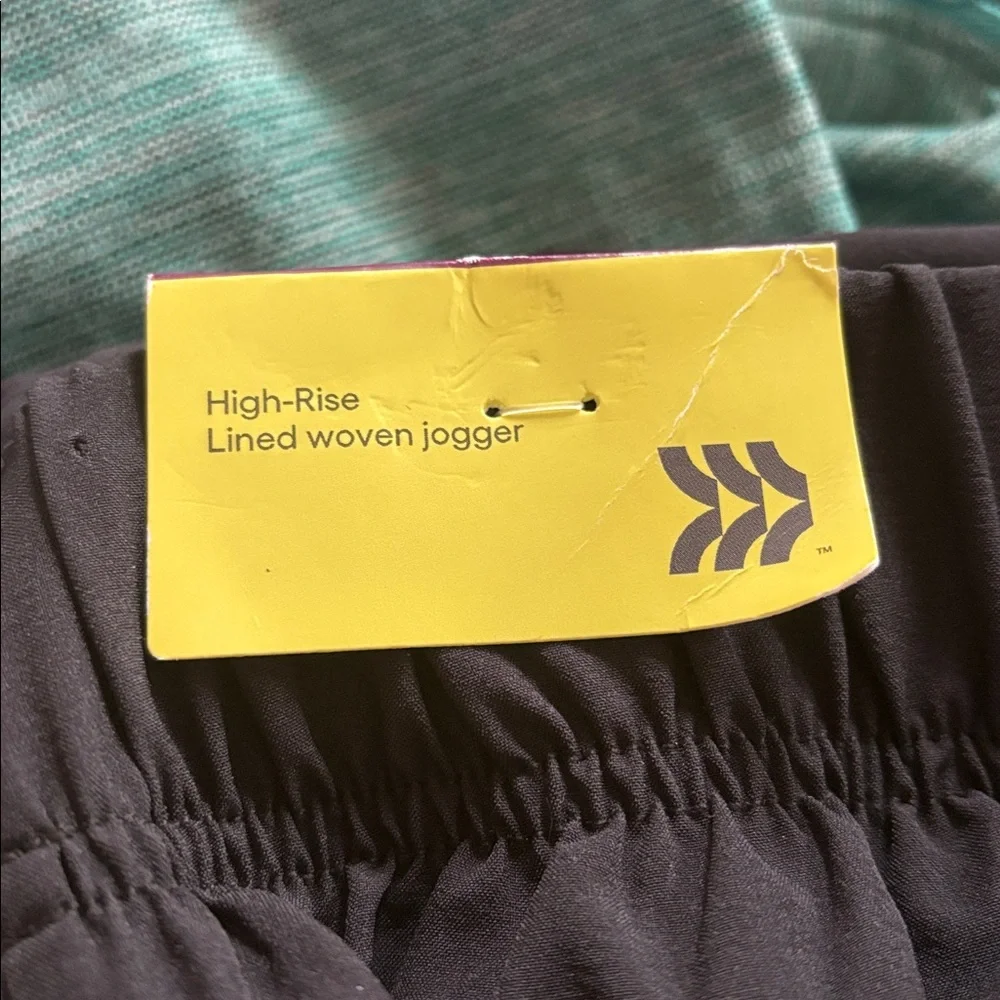 High-Rise
Lined woven jogger
™